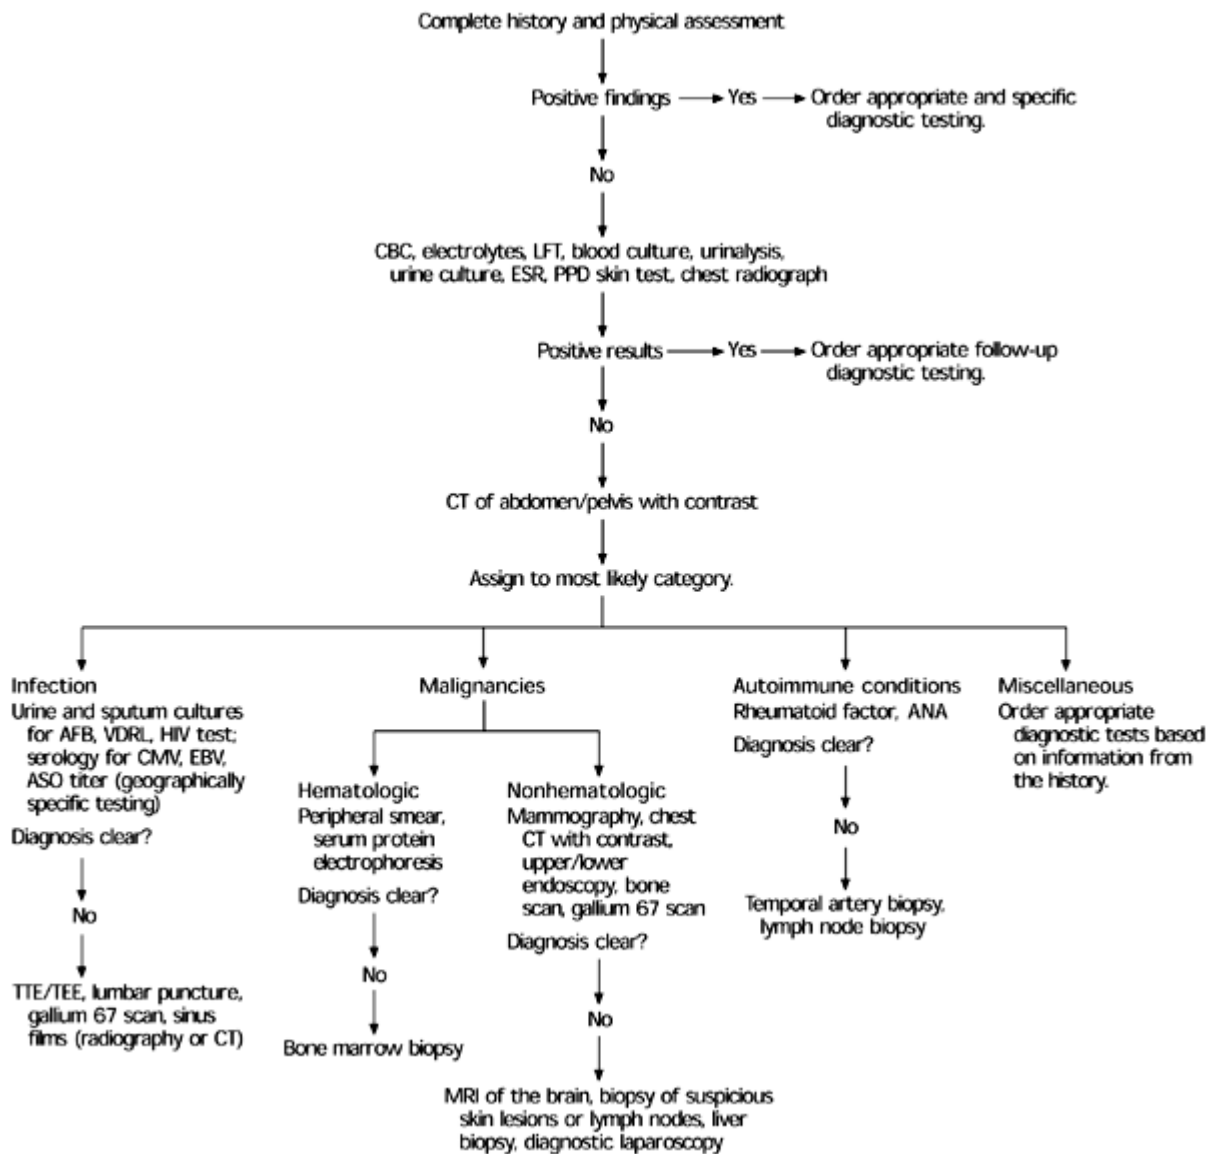 Complete history and physical assessment
Positive findings
Yes
Order appropriate and specific
diagnostic testing.
No
CBC, electrolytes, LFT, blood culture, urinalysis,
urine culture, ESR, PPD skin test, chest radiograph
Positive results
Yes
Order appropriate follow-up
diagnostic testing.
No
CT of abdomen/pelvis with contrast
Assign to most likely category.
Infection
Urine and sputum cultures
for AFB, VDRL, HIV test;
serology for CMV, EBV,
ASO titer (geographically
specific testing)
Diagnosis clear?
No
TTE/TEE, lumbar puncture,
gallium 67 scan, sinus
films (radiography or CT)
Malignancies
Hematologic
Peripheral smear,
serum protein
electrophoresis
Diagnosis clear?
No
Bone marrow biopsy
Nonhematologic
Mammography, chest
CT with contrast,
upper/lower
endoscopy, bone
scan, gallium 67 scan
Diagnosis clear?
No
MRI of the brain, biopsy of suspicious
skin lesions or lymph nodes, liver
biopsy, diagnostic laparoscopy
Autoimmune conditions
Rheumatoid factor, ANA
Diagnosis clear?
No
Temporal artery biopsy,
lymph node biopsy
Miscellaneous
Order appropriate
diagnostic tests based
on information from
the history.